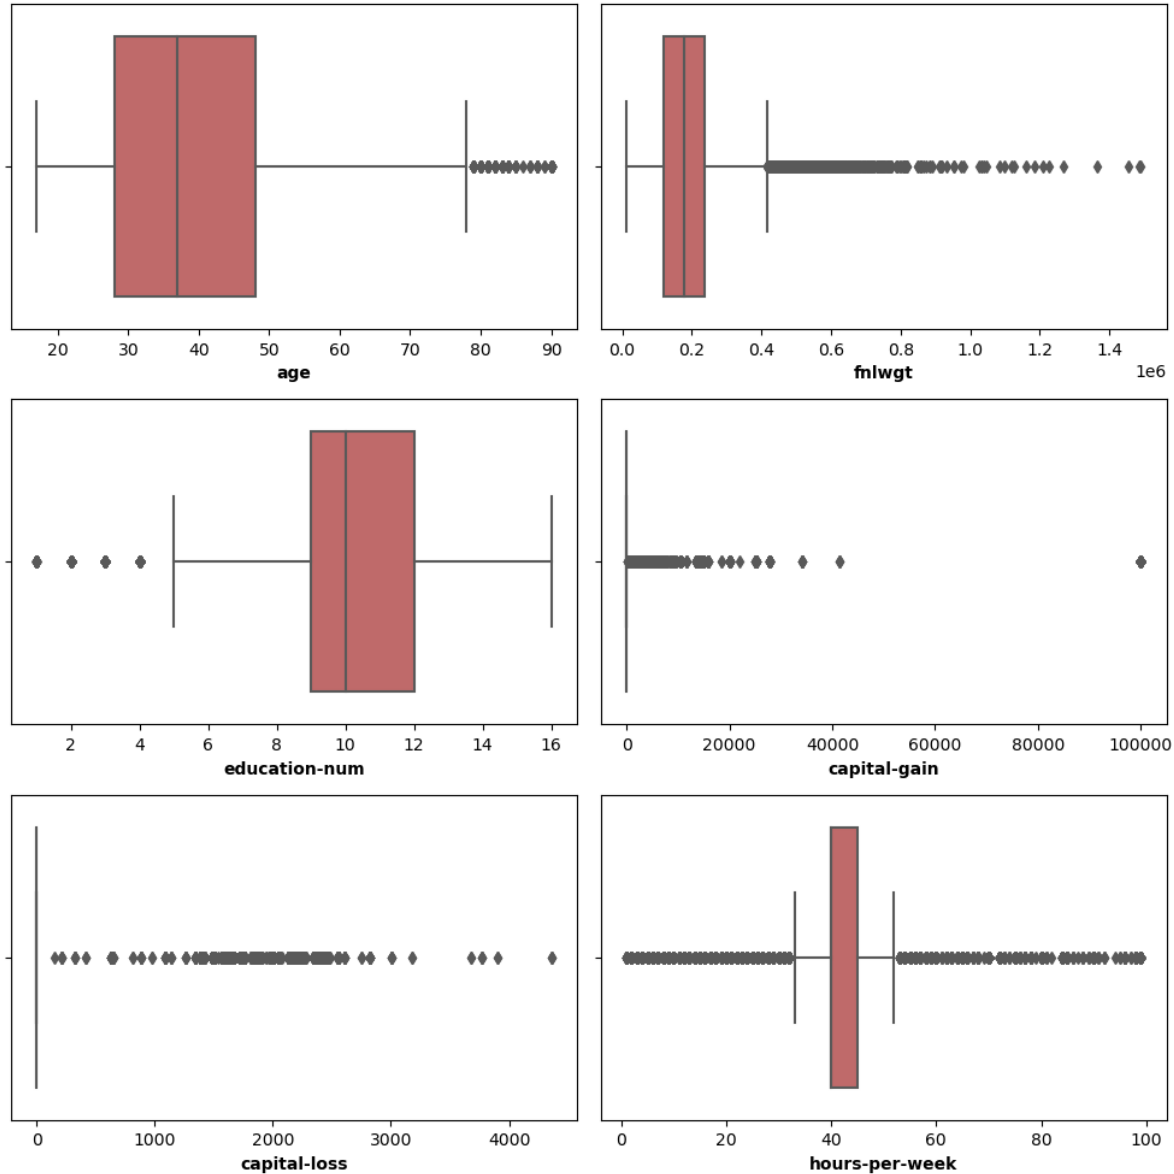 20 30 40 50 60 70 80 90
age
0.0 0.2 0.4 0.6 0.8 1.0 1.2 1.4
1e6
fnlwgt
2 4 6 8 10 12 14 16
education-num
0 20000 40000 60000 80000 100000
capital-gain
0 1000 2000 3000 4000
capital-loss
0 20 40 60 80 100
hours-per-week